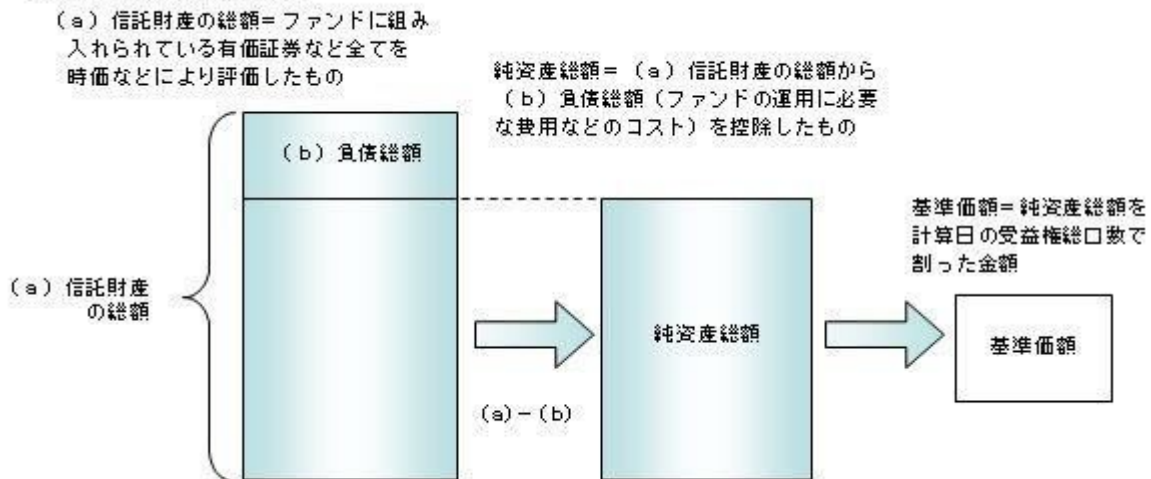 （a）信託財産の総額＝ファンドに組み
入れられている有価証券など全てを
時価などにより評価したもの
純資産総額＝（a）信託財産の総額から
（b）負債総額（ファンドの運用に必要
な費用などのコスト）を控除したもの
（b）負債総額
基準価額＝純資産総額を
計算日の受益権総口数で
割った金額
（a）信託財産
の総額
純資産総額
基準価額
（a）－（b）